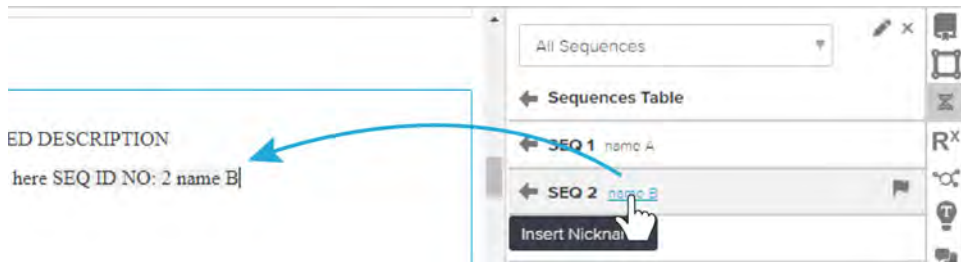 All Sequences
Sequences Table
ED DESCRIPTION
SEQ 1 name A
here SEQ ID NO: 2 name B
SEQ 2 name B
Insert Nickna
RX
T